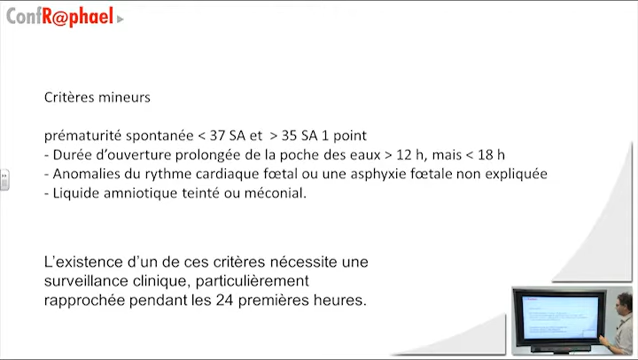 ConfR@phael
Critères mineurs
prématurité spontanée < 37 SA et > 35 SA 1 point
- Durée d’ouverture prolongée de la poche des eaux > 12 h, mais < 18 h
- Anomalies du rythme cardiaque fœtal ou une asphyxie fœtale non expliquée
- Liquide amniotique teinté ou méconial.
L’existence d’un de ces critères nécessite une
surveillance clinique, particulièrement
rapprochée pendant les 24 premières heures.